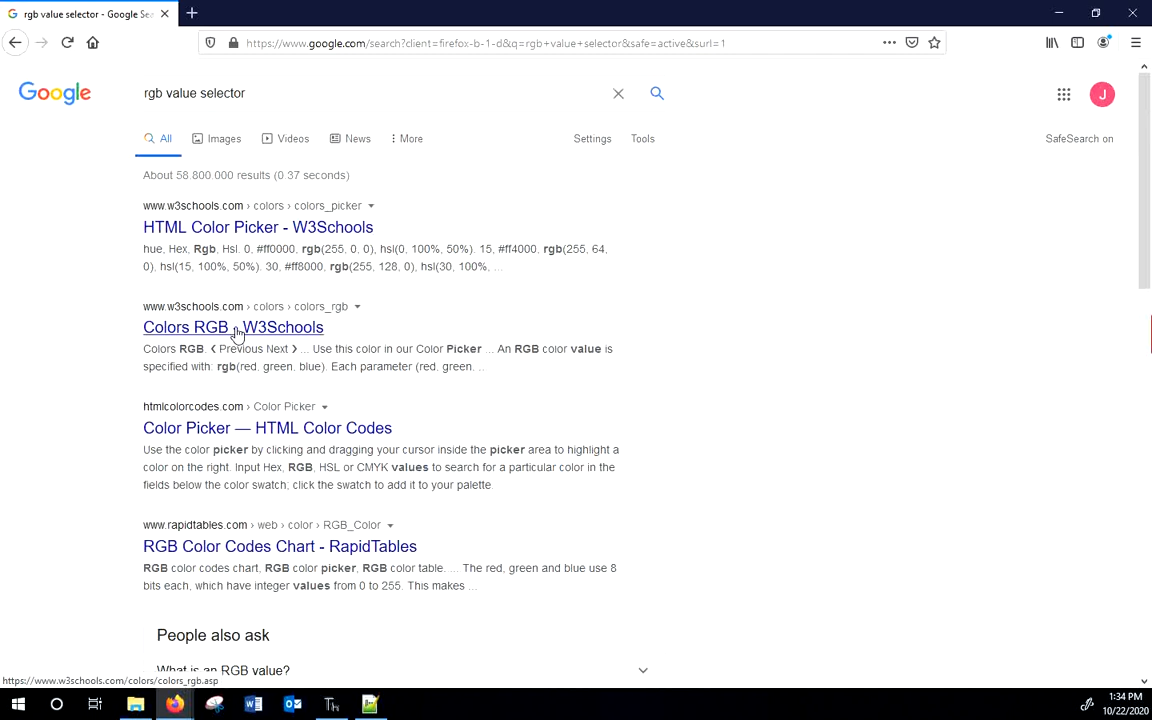 rgb value selector - Google Sea
https://www.google.com/search?client=firefox-b-1-d&q=rgb+value+selector&safe=active&surl=1
Google
rgb value selector
J
All
Images
Videos
News
More
Settings
Tools
SafeSearch on
About 58 800 000 results (0 37 seconds)
www.w3schools.com › colors › colors_picker
HTML Color Picker - W3Schools
hue, Hex, Rgb, Hsl. 0, #ff0000, rgb(255, 0, 0), hsl(0, 100%, 50%). 15, #ff4000, rgb(255, 64,
0), hsl(15, 100%, 50%). 30, #ff8000, rgb(255, 128, 0), hsl(30, 100%, ...
www.w3schools.com › colors › colors_rgb
Colors RGB - W3Schools
Colors RGB. ❮ Previous Next ❯ ... Use this color in our Color Picker ... An RGB color value is
specified with: rgb(red, green, blue). Each parameter (red, green, ..
htmlcolorcodes.com › Color Picker
Color Picker — HTML Color Codes
Use the color picker by clicking and dragging your cursor inside the picker area to highlight a
color on the right. Input Hex, RGB, HSL or CMYK values to search for a particular color in the
fields below the color swatch; click the swatch to add it to your palette.
www.rapidtables.com › web › color › RGB_Color
RGB Color Codes Chart - RapidTables
RGB color codes chart, RGB color picker, RGB color table. ... The red, green and blue use 8
bits each, which have integer values from 0 to 255. This makes ...
People also ask
What is an RGB value?
https://www.w3schools.com/colors/colors_rgb.asp
1:34 PM
10/22/2020